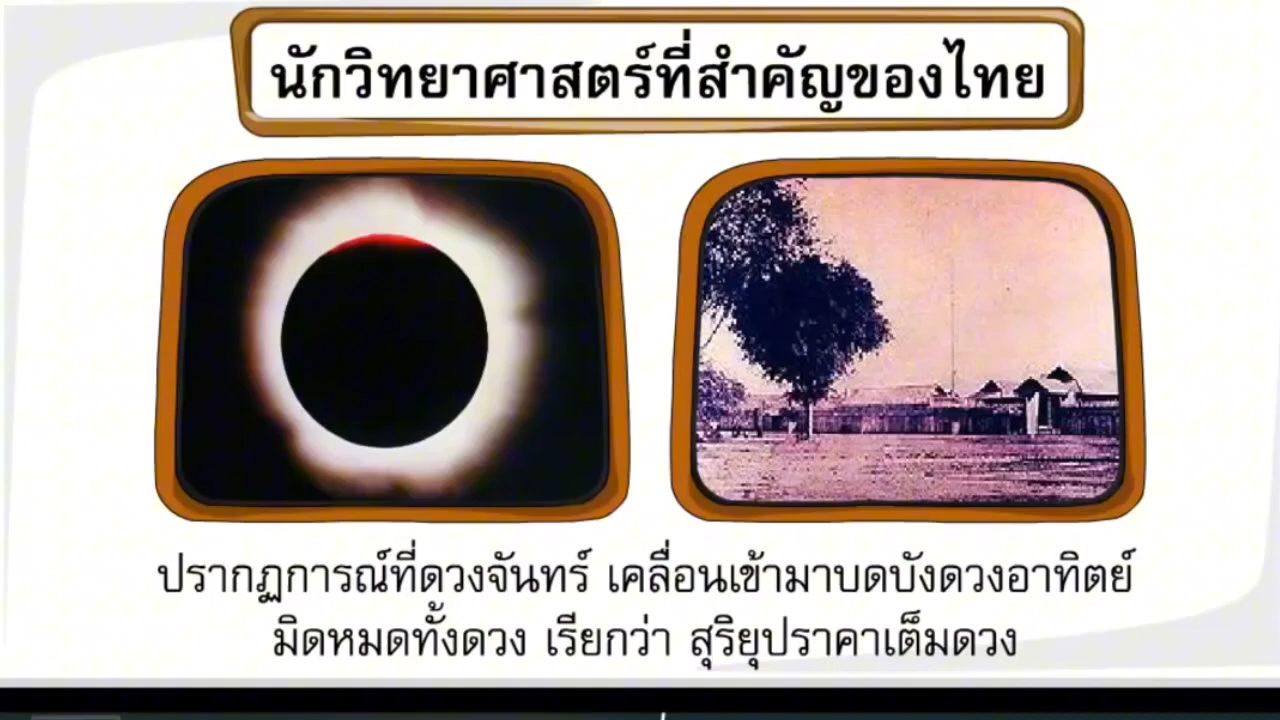 นักวิทยาศาสตร์ที่สำคัญของไทย
ปรากฏการณ์ที่ดวงจันทร์ เคลื่อนเข้ามาบดบังดวงอาทิตย์
มิดหมดทั้งดวง เรียกว่า สุริยุปราคาเต็มดวง